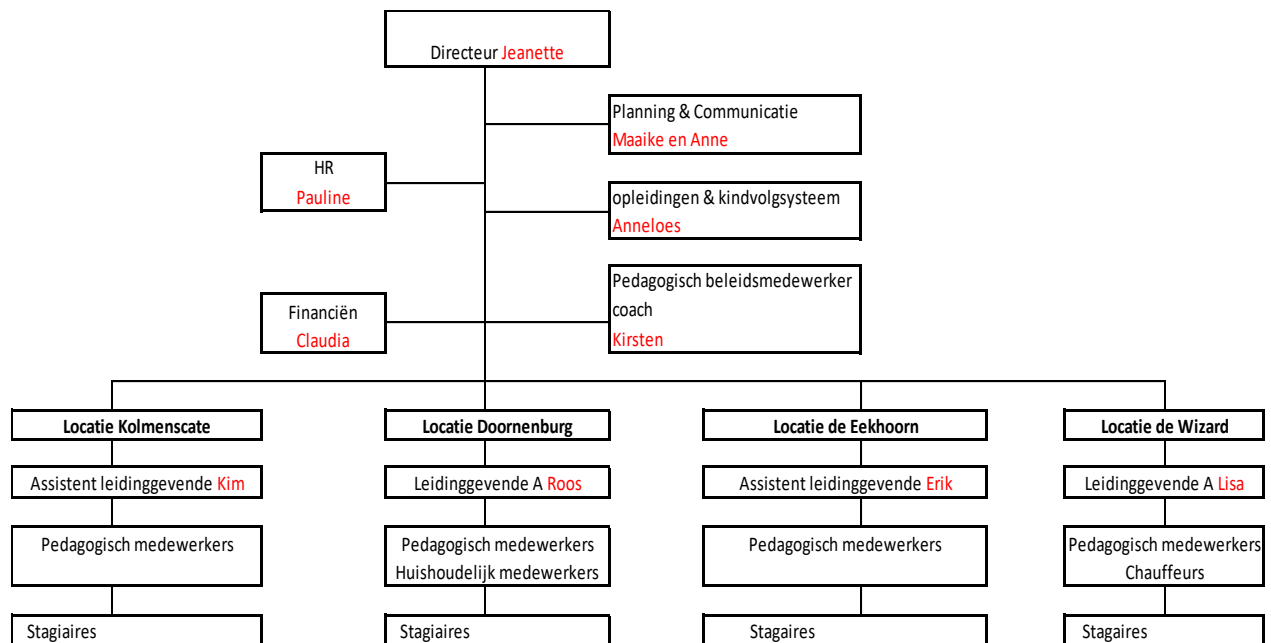 Directeur Jeanette
Planning & Communicatie
Maaike en Anne
HR
Pauline
opleidingen & kindvolgsysteem
Anneloes
Pedagogisch beleidsmedewerker
coach
Kirsten
Financiën
Claudia
Locatie Kolmenscate
Locatie Doornenburg
Locatie de Eekhoorn
Locatie de Wizard
Assistent leidinggevende Kim
Leidinggevende A Roos
Assistent leidinggevende Erik
Leidinggevende A Lisa
Pedagogisch medewerkers
Pedagogisch medewerkers
Huishoudelijk medewerkers
Pedagogisch medewerkers
Pedagogisch medewerkers
Chauffeurs
Stagiaires
Stagiaires
Stagaires
Stagaires